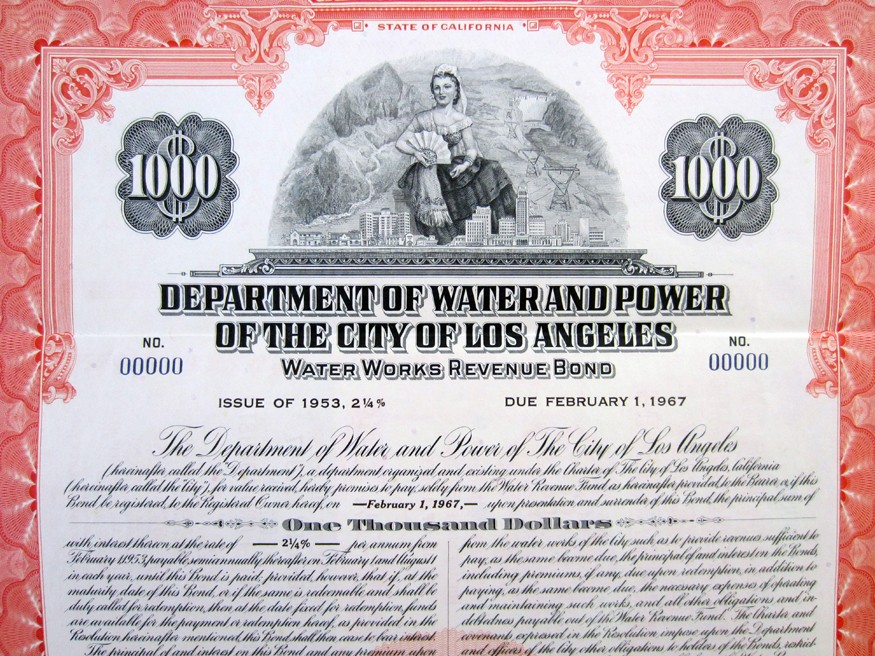 STATE OF CALIFORNIA
1000
1000
DEPARTMENT OF WATER AND POWER
OF THE CITY OF LOS ANGELES
WATER WORKS REVENUE BOND
NO.
00000
NO.
00000
ISSUE OF 1953, 2¼%
DUE FEBRUARY 1, 1967
The Department of Water and Power of The City of Los Angeles
(hereinafter called the "Department"), a department organized and existing under the Charter of The City of Los Angeles, California
(hereinafter called the "City"), for value received, hereby promises to pay, solely from the Water Revenue Fund as hereinafter provided, to the Bearer, or, if this
Bond be registered, to the Registered Owner hereof, on —February 1, 1967,— upon presentation and surrender of this Bond, the principal sum of
One Thousand Dollars
with interest thereon at the rate of — 2¼% — per annum from
February 1, 1953, payable semiannually thereafter on February 1 and August 1
in each year, until this Bond is paid; provided, however, that if, at the
maturity date of this Bond, or if the same is redeemable and shall be
duly called for redemption, then at the date fixed for redemption, funds
are available for the payment or redemption hereof, as provided in the
Resolution hereinafter mentioned, this Bond shall then cease to bear interest.
The principal of and interest on this Bond and any premium upon
from the water works of the City such as to provide revenues sufficient to
pay, as the same become due, the principal of and interest on the Bonds,
including premiums, if any, due upon redemption, in addition to
paying, as the same become due, the necessary expenses of operating
and maintaining such works, and all other obligations and in-
debtedness payable out of the Water Revenue Fund. The Charter and
covenants expressed in the Resolution impose upon the Department
and officers of the City other obligations to holders of the Bonds, restrict-